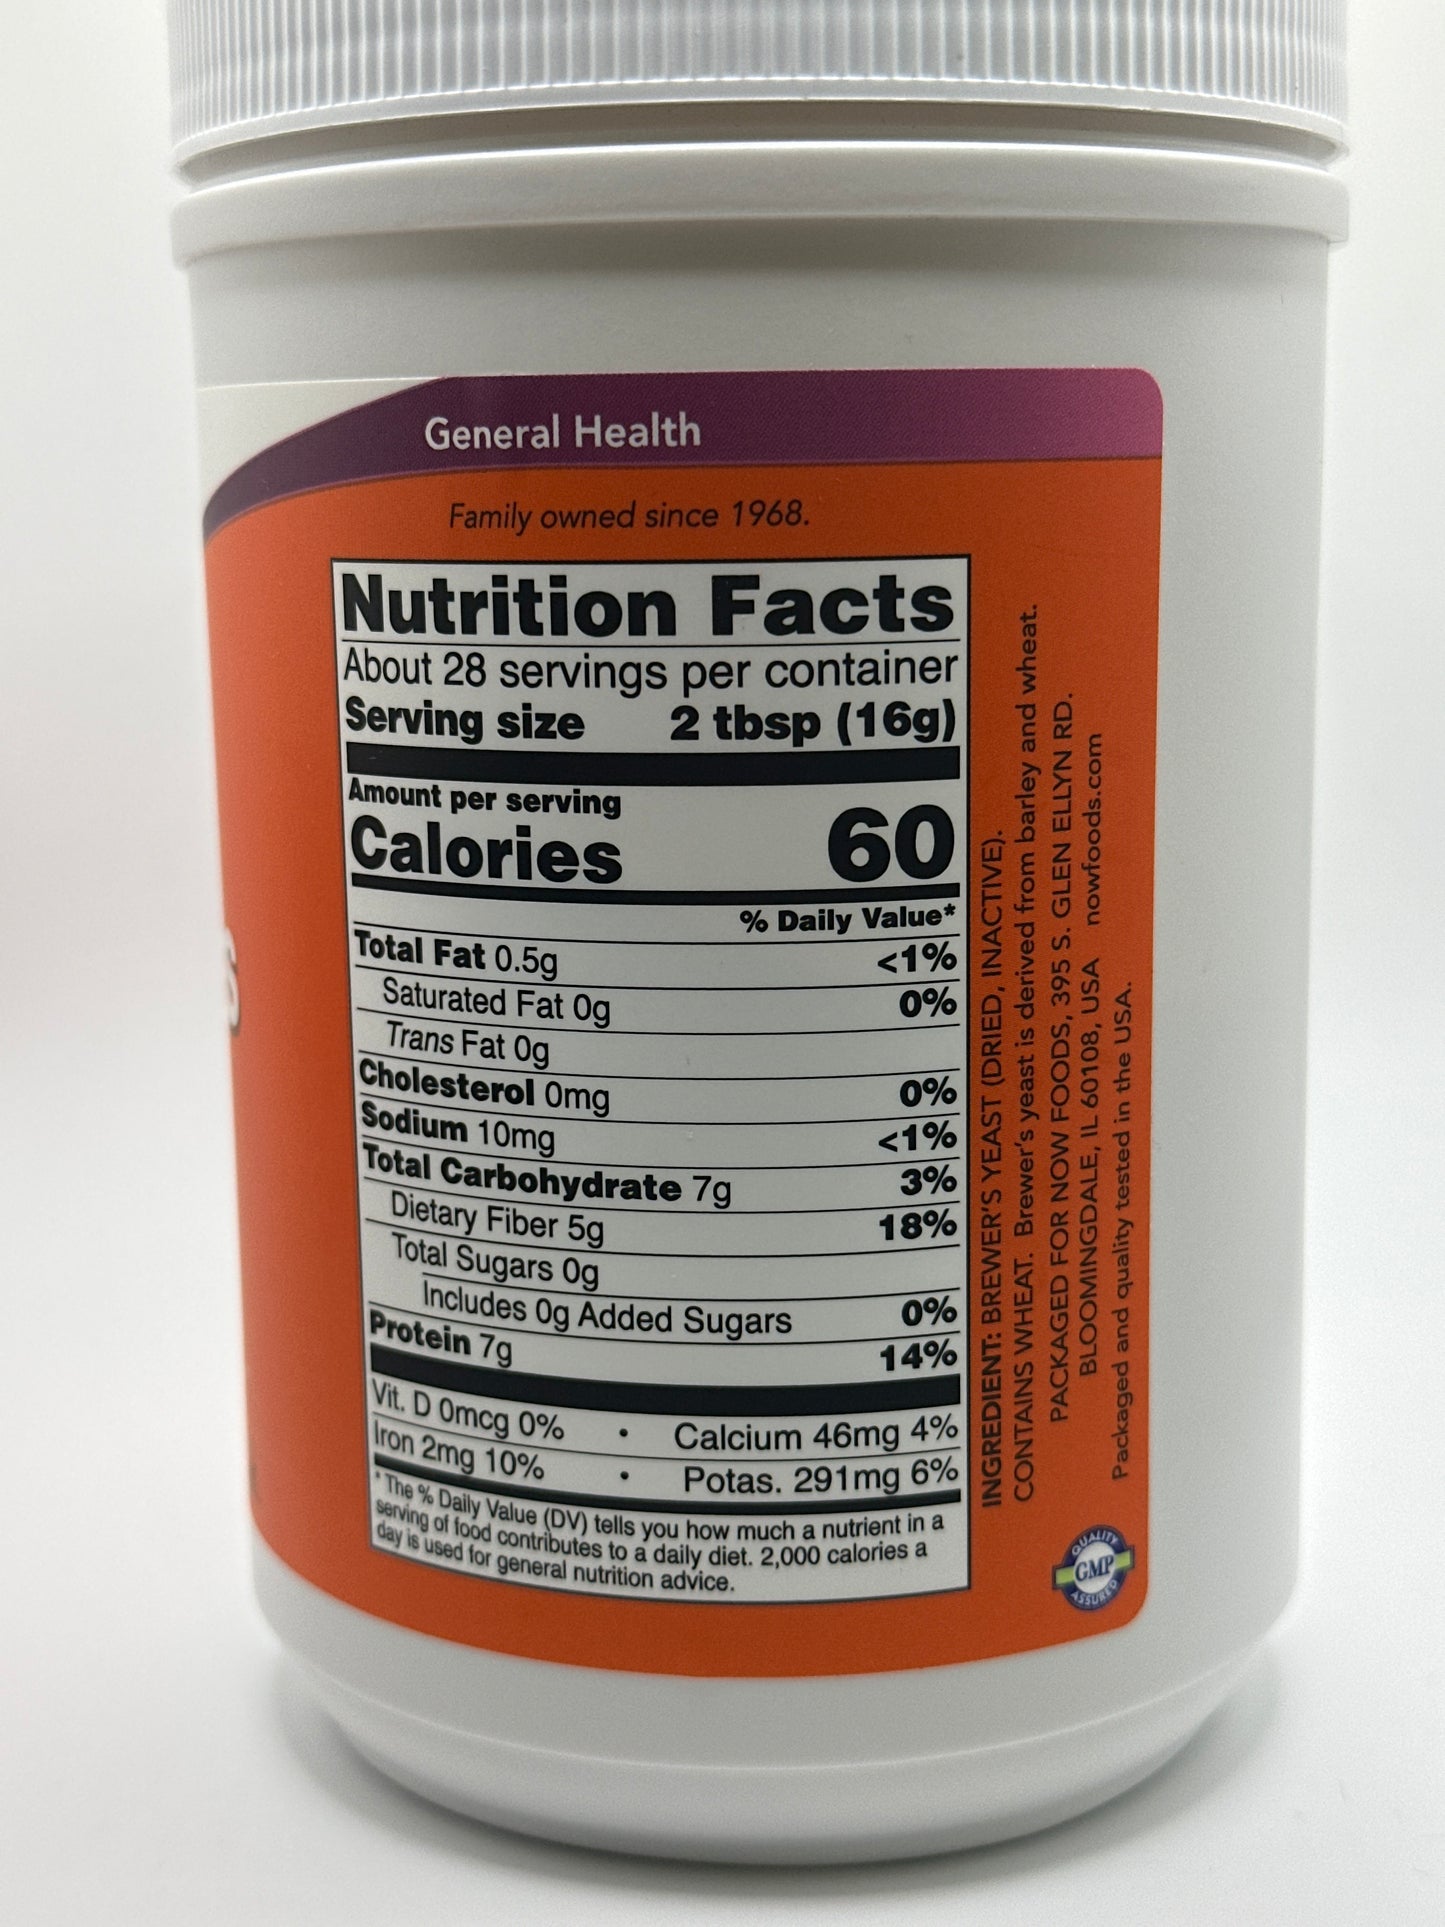 General Health
Family owned since 1968.
Nutrition Facts
About 28 servings per container
Serving size 2 tbsp (16g)
Amount per serving
Calories 60
% Daily Value*
Total Fat 0.5g <1%
Saturated Fat 0g 0%
Trans Fat 0g
Cholesterol 0mg 0%
Sodium 10mg <1%
Total Carbohydrate 7g 3%
Dietary Fiber 5g 18%
Total Sugars 0g
Includes 0g Added Sugars 0%
Protein 7g 14%
Vit. D 0mcg 0% • Calcium 46mg 4%
Iron 2mg 10% • Potas. 291mg 6%
* The % Daily Value (DV) tells you how much a nutrient in a
serving of food contributes to a daily diet. 2,000 calories a
day is used for general nutrition advice.
INGREDIENT: BREWER'S YEAST (DRIED, INACTIVE).
CONTAINS WHEAT. Brewer's yeast is derived from barley and wheat.
PACKAGED FOR NOW FOODS, 395 S. GLEN ELLYN RD.
BLOOMINGDALE, IL 60108, USA nowfoods.com
Packaged and quality tested in the USA.
QUALITY
GMP
ASSURED